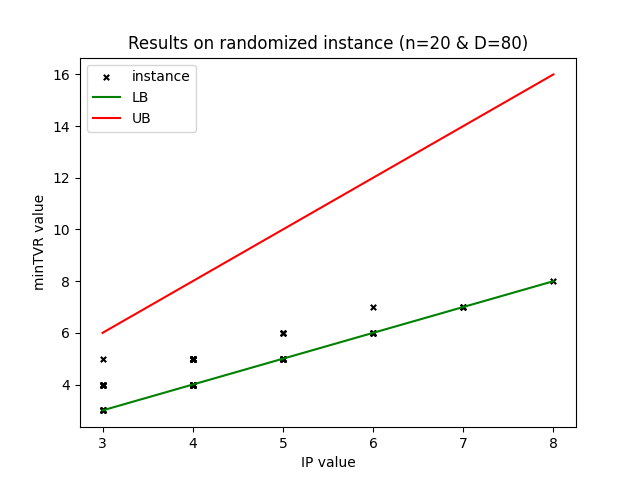 Results on randomized instance (n=20 & D=80)
instance
LB
UB
minTVR value
16
14
12
10
8
6
4
3 4 5 6 7 8
IP value